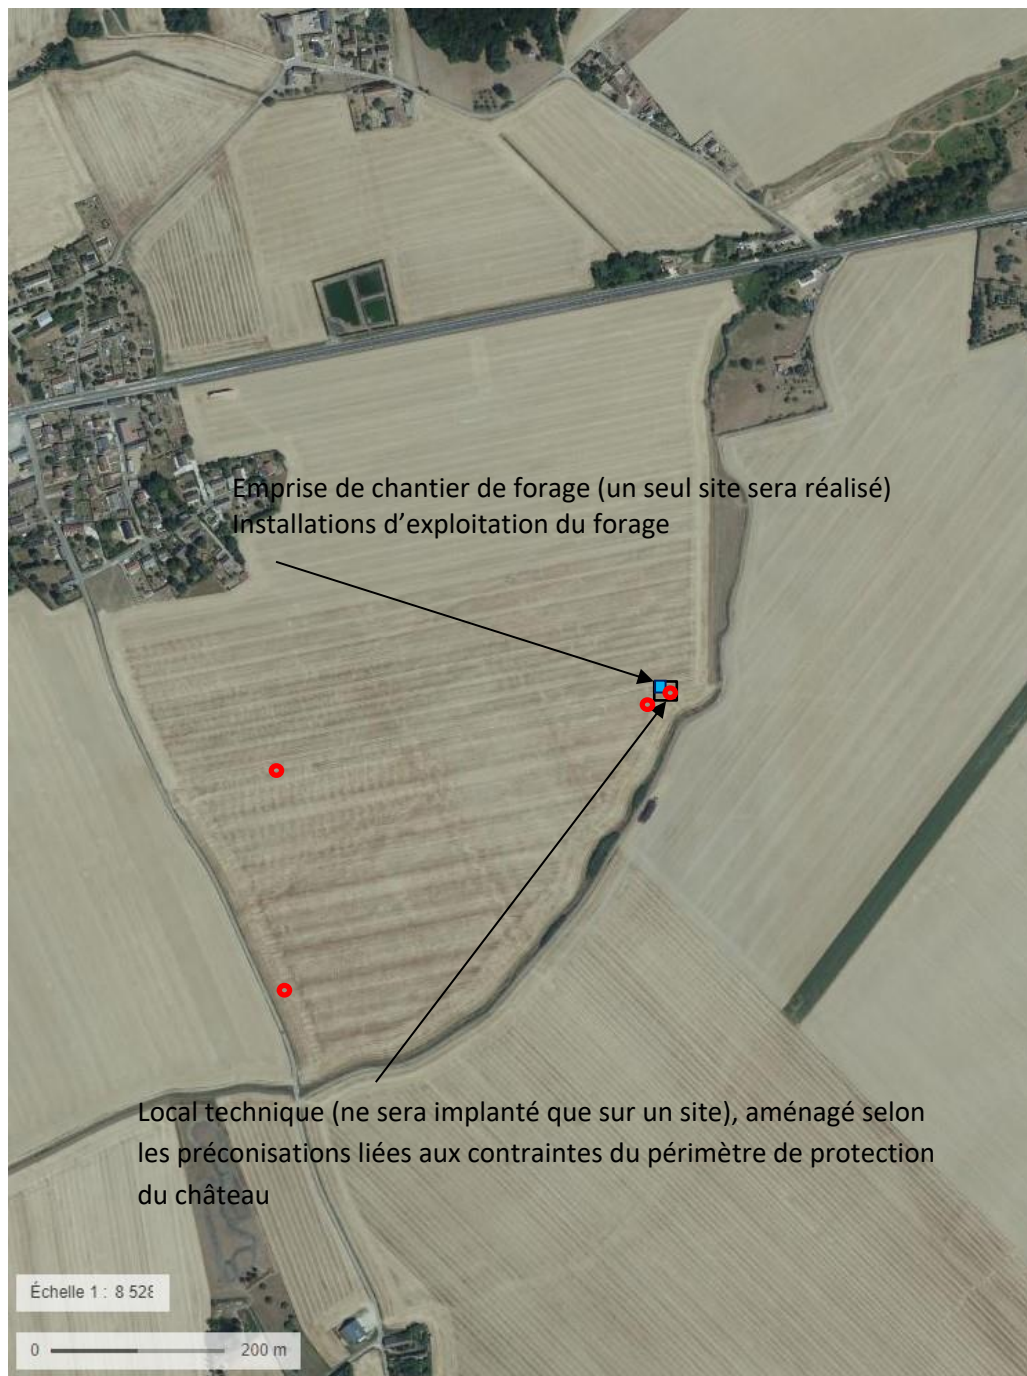 Emprise de chantier de forage (un seul site sera réalisé)
Installations d’exploitation du forage
Local technique (ne sera implanté que sur un site), aménagé selon
les préconisations liées aux contraintes du périmètre de protection
du château
Échelle 1 : 8 528
0 200 m